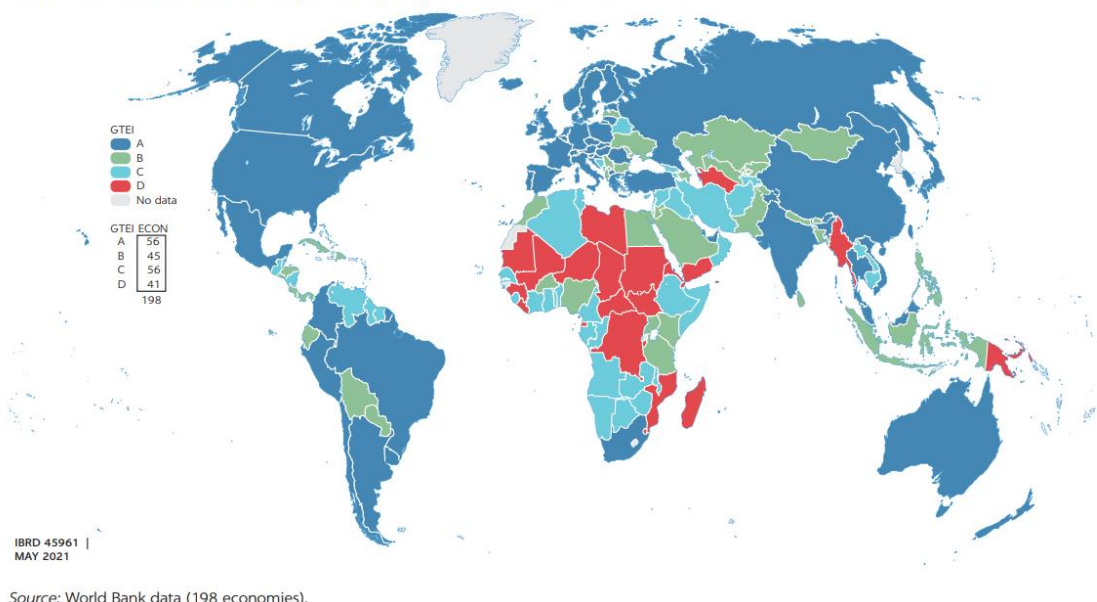 GTEI
A
B
C
D
No data
GTEI ECON
A 56
B 45
C 56
D 41
198
IBRD 45961 |
MAY 2021
Source: World Bank data (198 economies).